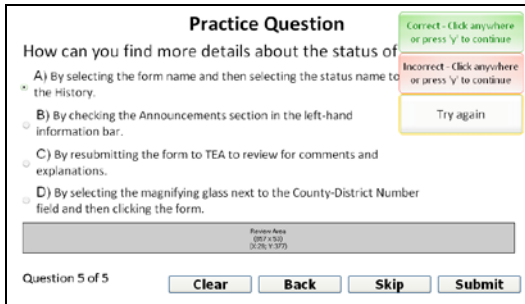 Practice Question
How can you find more details about the status of
Correct - Click anywhere
or press 'y' to continue
Incorrect - Click anywhere
or press 'y' to continue
Try again
A) By selecting the form name and then selecting the status name to
the History.
B) By checking the Announcements section in the left-hand
information bar.
C) By resubmitting the form to TEA to review for comments and
explanations.
D) By selecting the magnifying glass next to the County-District Number
field and then clicking the form.
Review Area
Question 5 of 5
Clear
Back
Skip
Submit